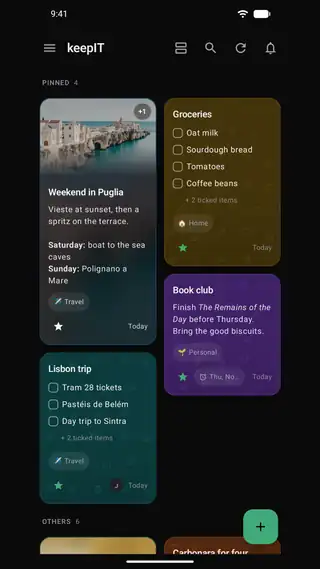 9:41
keepIT
PINNED 4
+1
Weekend in Puglia
Vieste at sunset, then a
spritz on the terrace.
Saturday: boat to the sea
caves
Sunday: Polignano a
Mare
Travel
Today
Groceries
Oat milk
Sourdough bread
Tomatoes
Coffee beans
+ 2 ticked items
Home
Today
Book club
Finish The Remains of the
Day before Thursday.
Bring the good biscuits.
Personal
Thu, No...
Today
Lisbon trip
Tram 28 tickets
Pastéis de Belém
Day trip to Sintra
+ 2 ticked items
Travel
J
Today
OTHERS 6
+
Carbonara for four